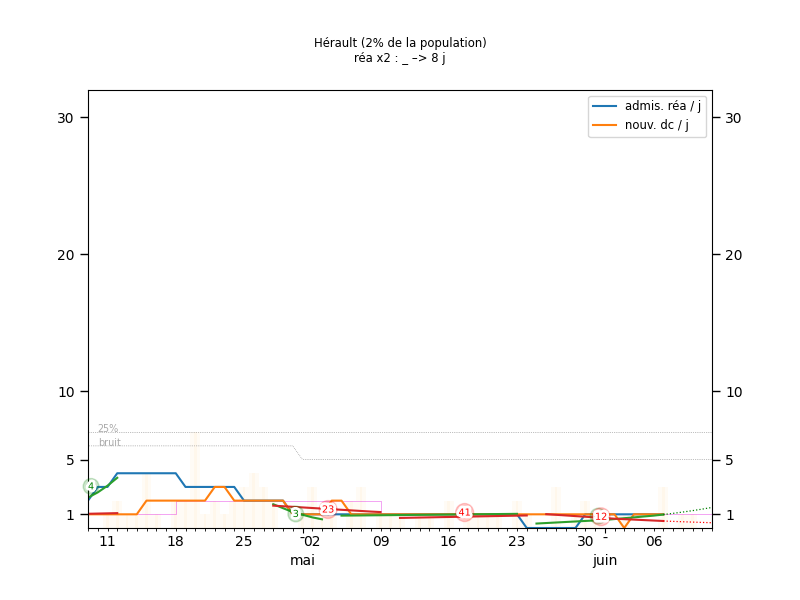 Hérault (2% de la population)
réa x2 : _ –> 8 j
admis. réa / j
nouv. dc / j
30 30
20 20
10 10
25%
bruit
5 5
4
3
23
41
12
1 1
11 18 25 02 09 16 23 30 06
mai juin